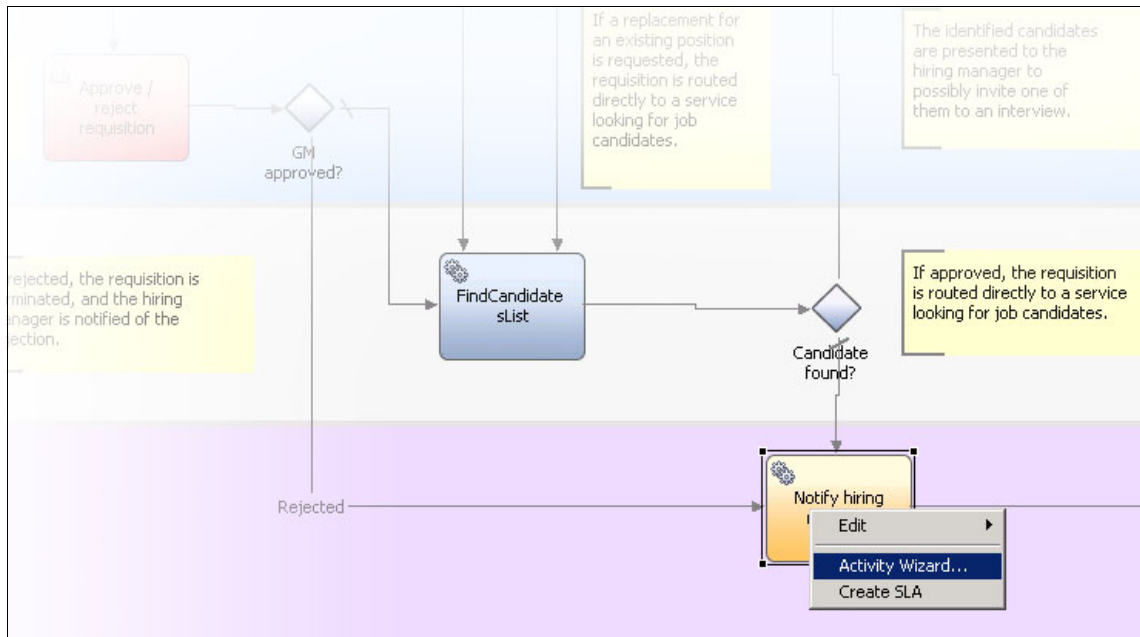 If a replacement for
an existing position
is requested, the
requisition is routed
directly to a service
looking for job
candidates.
The identified candidates
are presented to the
hiring manager to
possibly invite one of
them to an interview.
Approve /
reject
requisition
GM
approved?
rejected, the requisition is
rminated, and the hiring
anager is notified of the
ection.
FindCandidate
sList
Candidate
found?
If approved, the requisition
is routed directly to a service
looking for job candidates.
Rejected
Notify hiring
Edit
Activity Wizard...
Create SLA